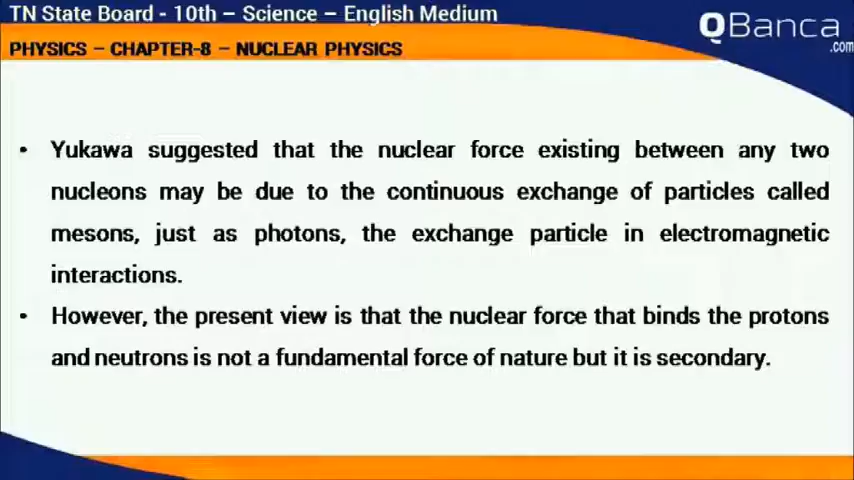 TN State Board - 10th – Science – English Medium
QBanca
.com
PHYSICS – CHAPTER-8 – NUCLEAR PHYSICS
• Yukawa suggested that the nuclear force existing between any two
nucleons may be due to the continuous exchange of particles called
mesons, just as photons, the exchange particle in electromagnetic
interactions.
• However, the present view is that the nuclear force that binds the protons
and neutrons is not a fundamental force of nature but it is secondary.